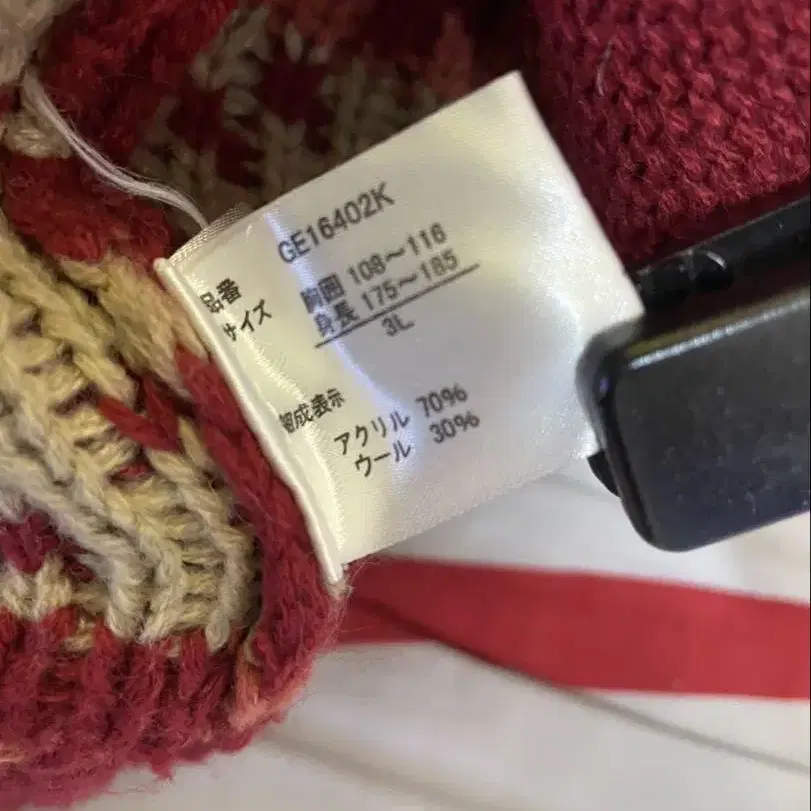 品番 GE16402K
サイズ 胸囲 108～116
身長 175～185
3L
組成表示
アクリル 70%
ウール 30%